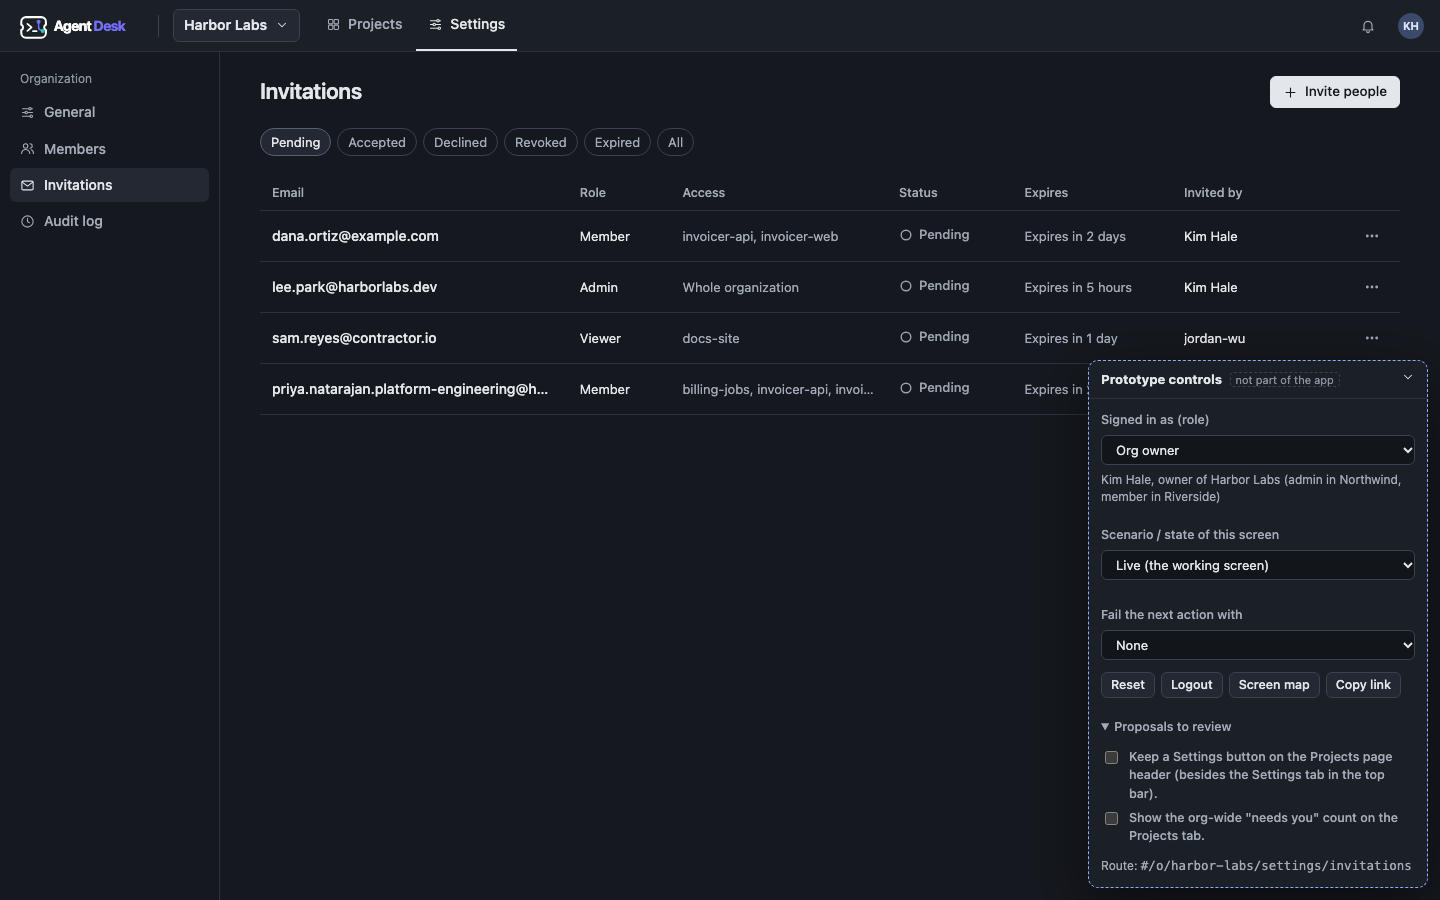 AgentDesk
Harbor Labs
Projects
Settings
KH
Organization
General
Members
Invitations
Audit log
Invitations
Invite people
Pending
Accepted
Declined
Revoked
Expired
All
Email Role Access Status Expires Invited by
dana.ortiz@example.com Member invoicer-api, invoicer-web Pending Expires in 2 days Kim Hale
lee.park@harborlabs.dev Admin Whole organization Pending Expires in 5 hours Kim Hale
sam.reyes@contractor.io Viewer docs-site Pending Expires in 1 day jordan-wu
priya.natarajan.platform-engineering@h... Member billing-jobs, invoicer-api, invoi... Pending Expires in
Prototype controls not part of the app
Signed in as (role)
Org owner
Kim Hale, owner of Harbor Labs (admin in Northwind,
member in Riverside)
Scenario / state of this screen
Live (the working screen)
Fail the next action with
None
Reset Logout Screen map Copy link
Proposals to review
Keep a Settings button on the Projects page
header (besides the Settings tab in the top
bar).
Show the org-wide "needs you" count on the
Projects tab.
Route: #/o/harbor-labs/settings/invitations